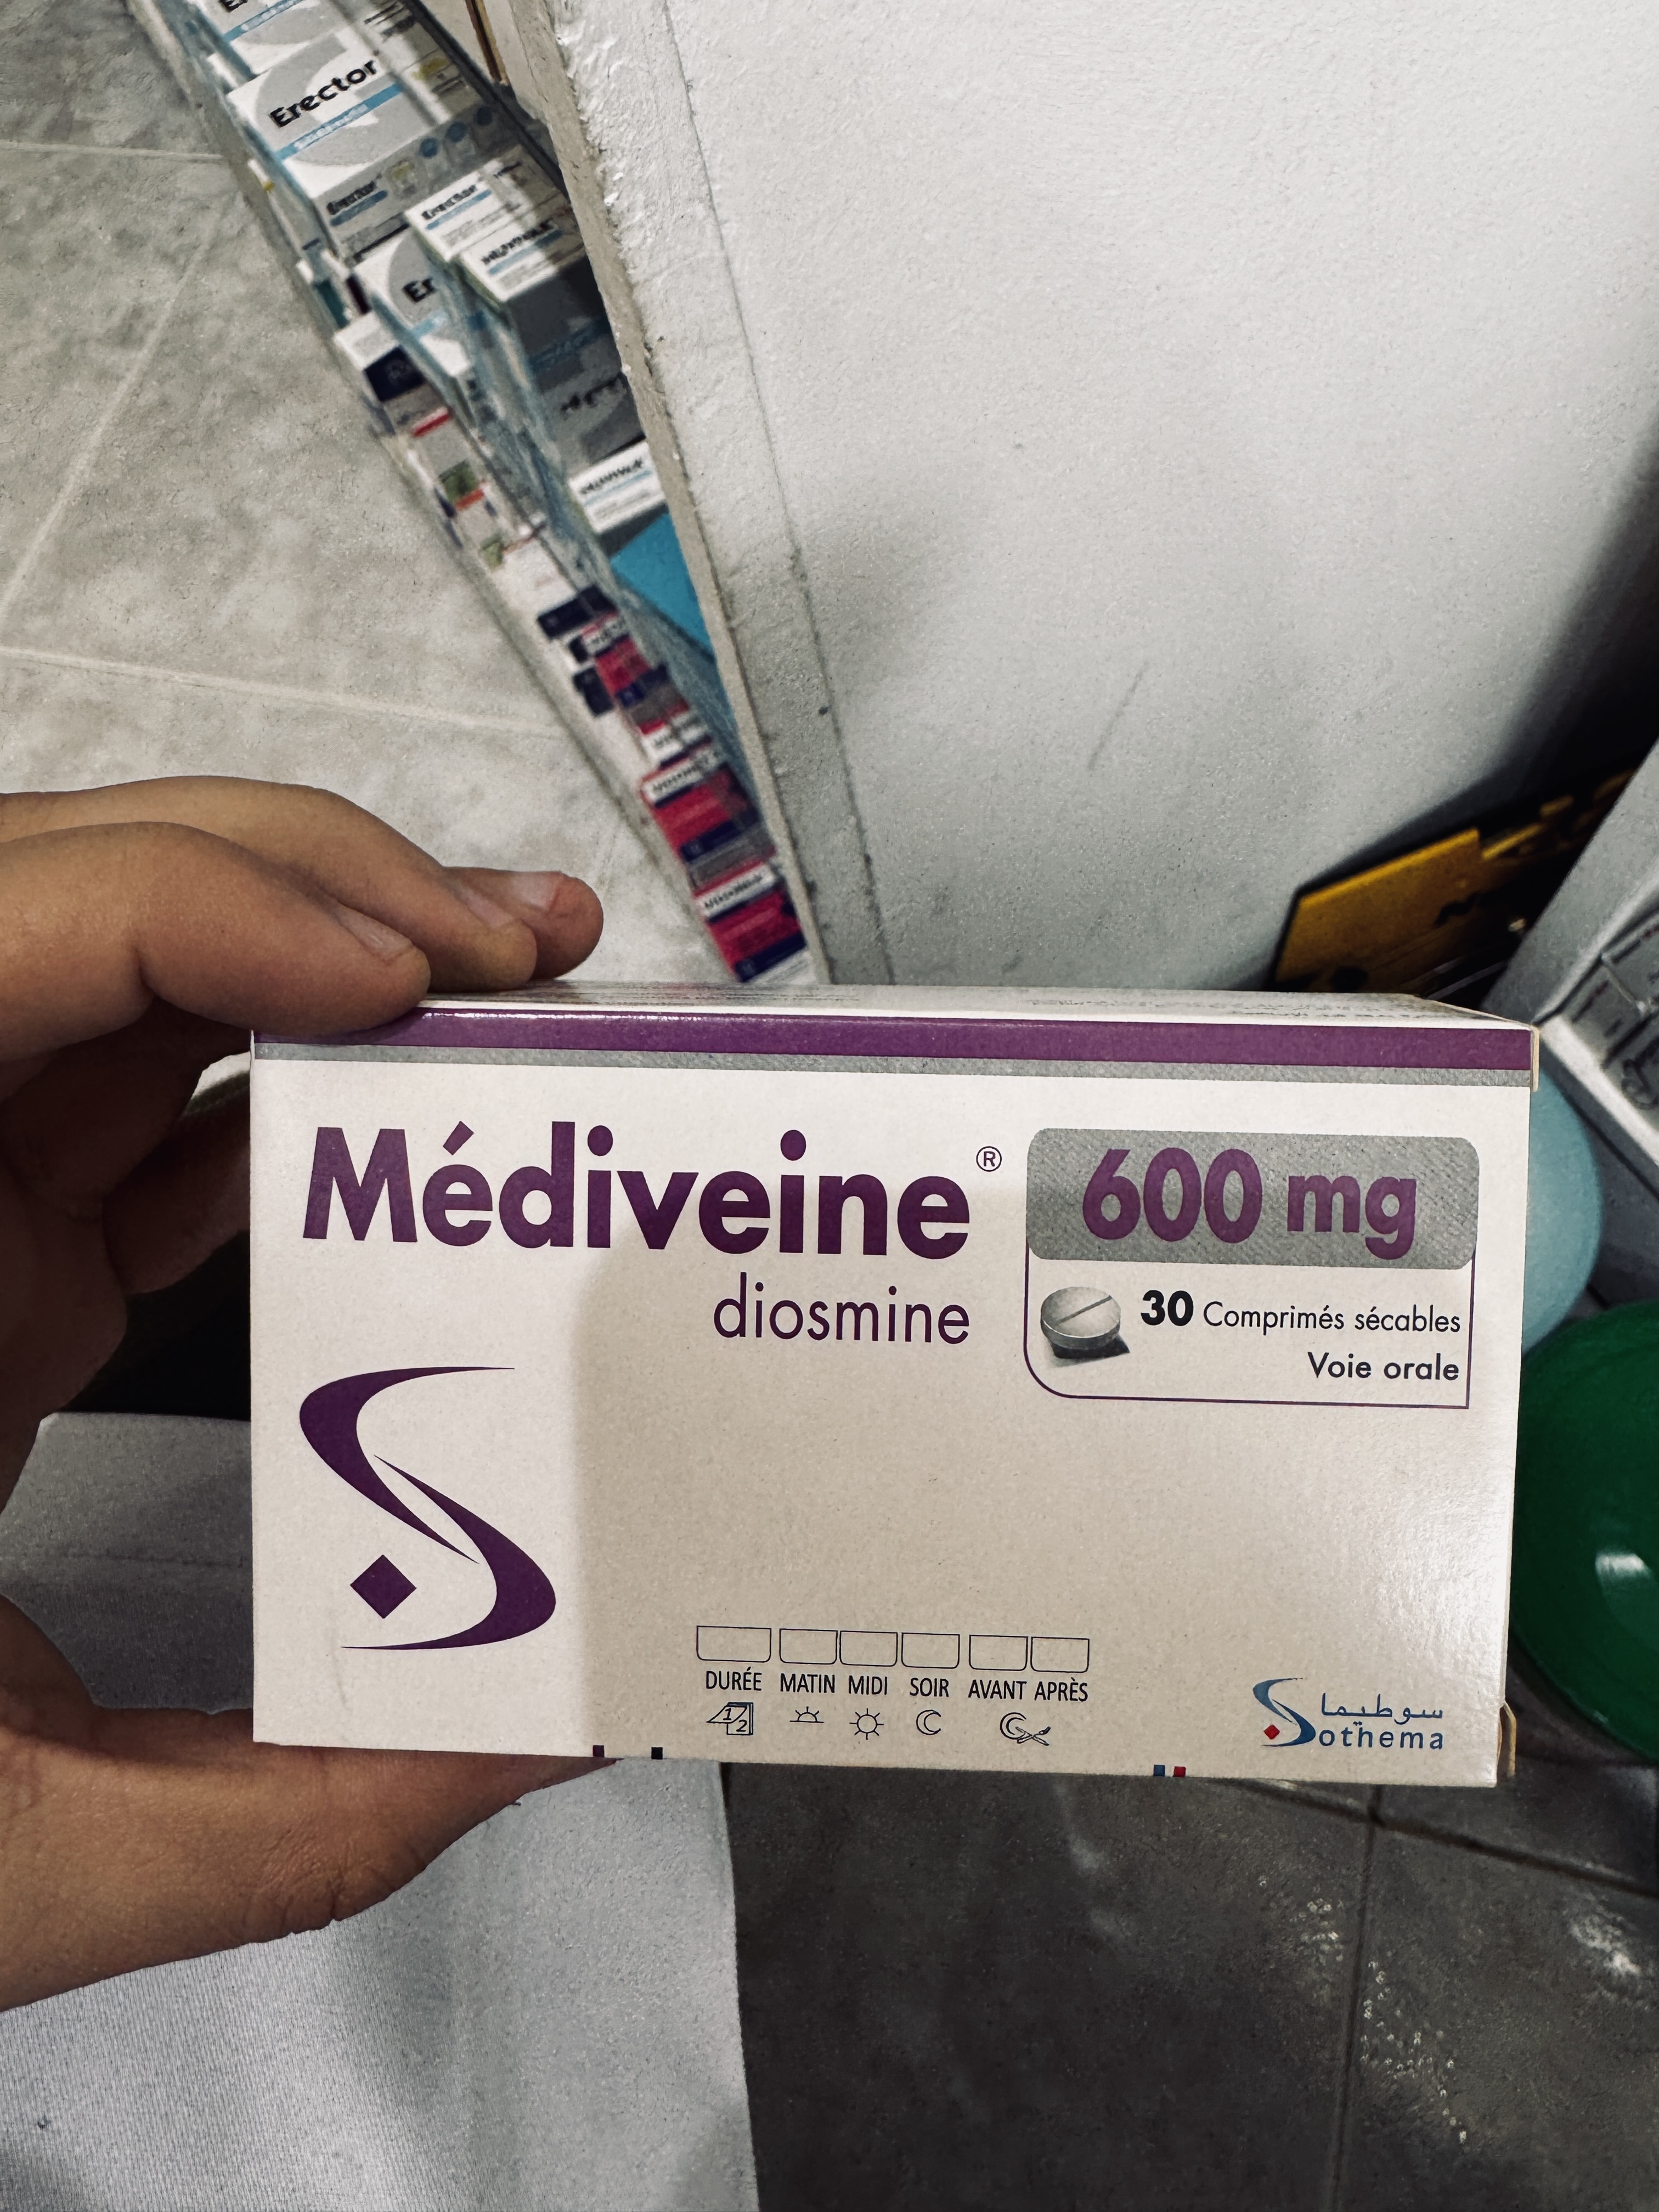 Erector
Erector
Er
Médiveine®
diosmine
600 mg
30 Comprimés sécables
Voie orale
DURÉE MATIN MIDI SOIR AVANT APRÈS
1 2
سوطيما
Sothema